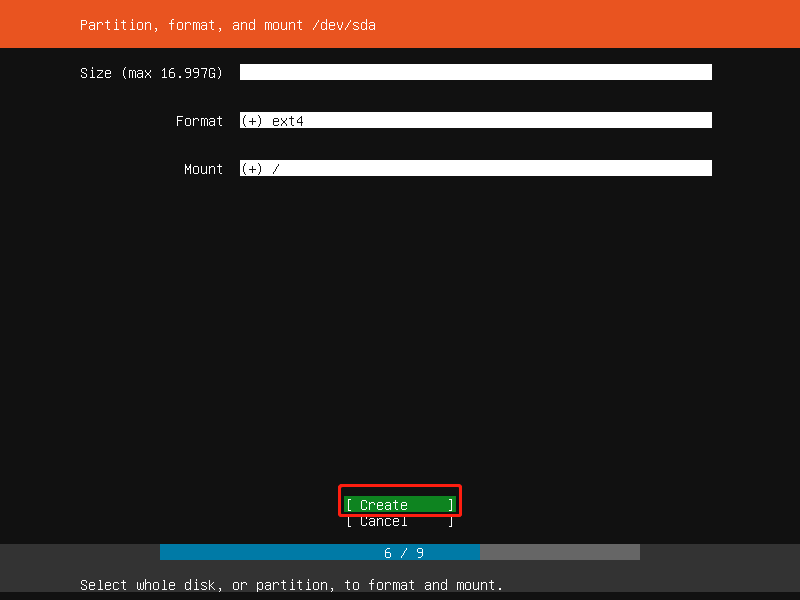 Partition, format, and mount /dev/sda
Size (max 16.997G)
Format (+) ext4
Mount (+) /
[ Create ]
[ Cancel ]
6 / 9
Select whole disk, or partition, to format and mount.